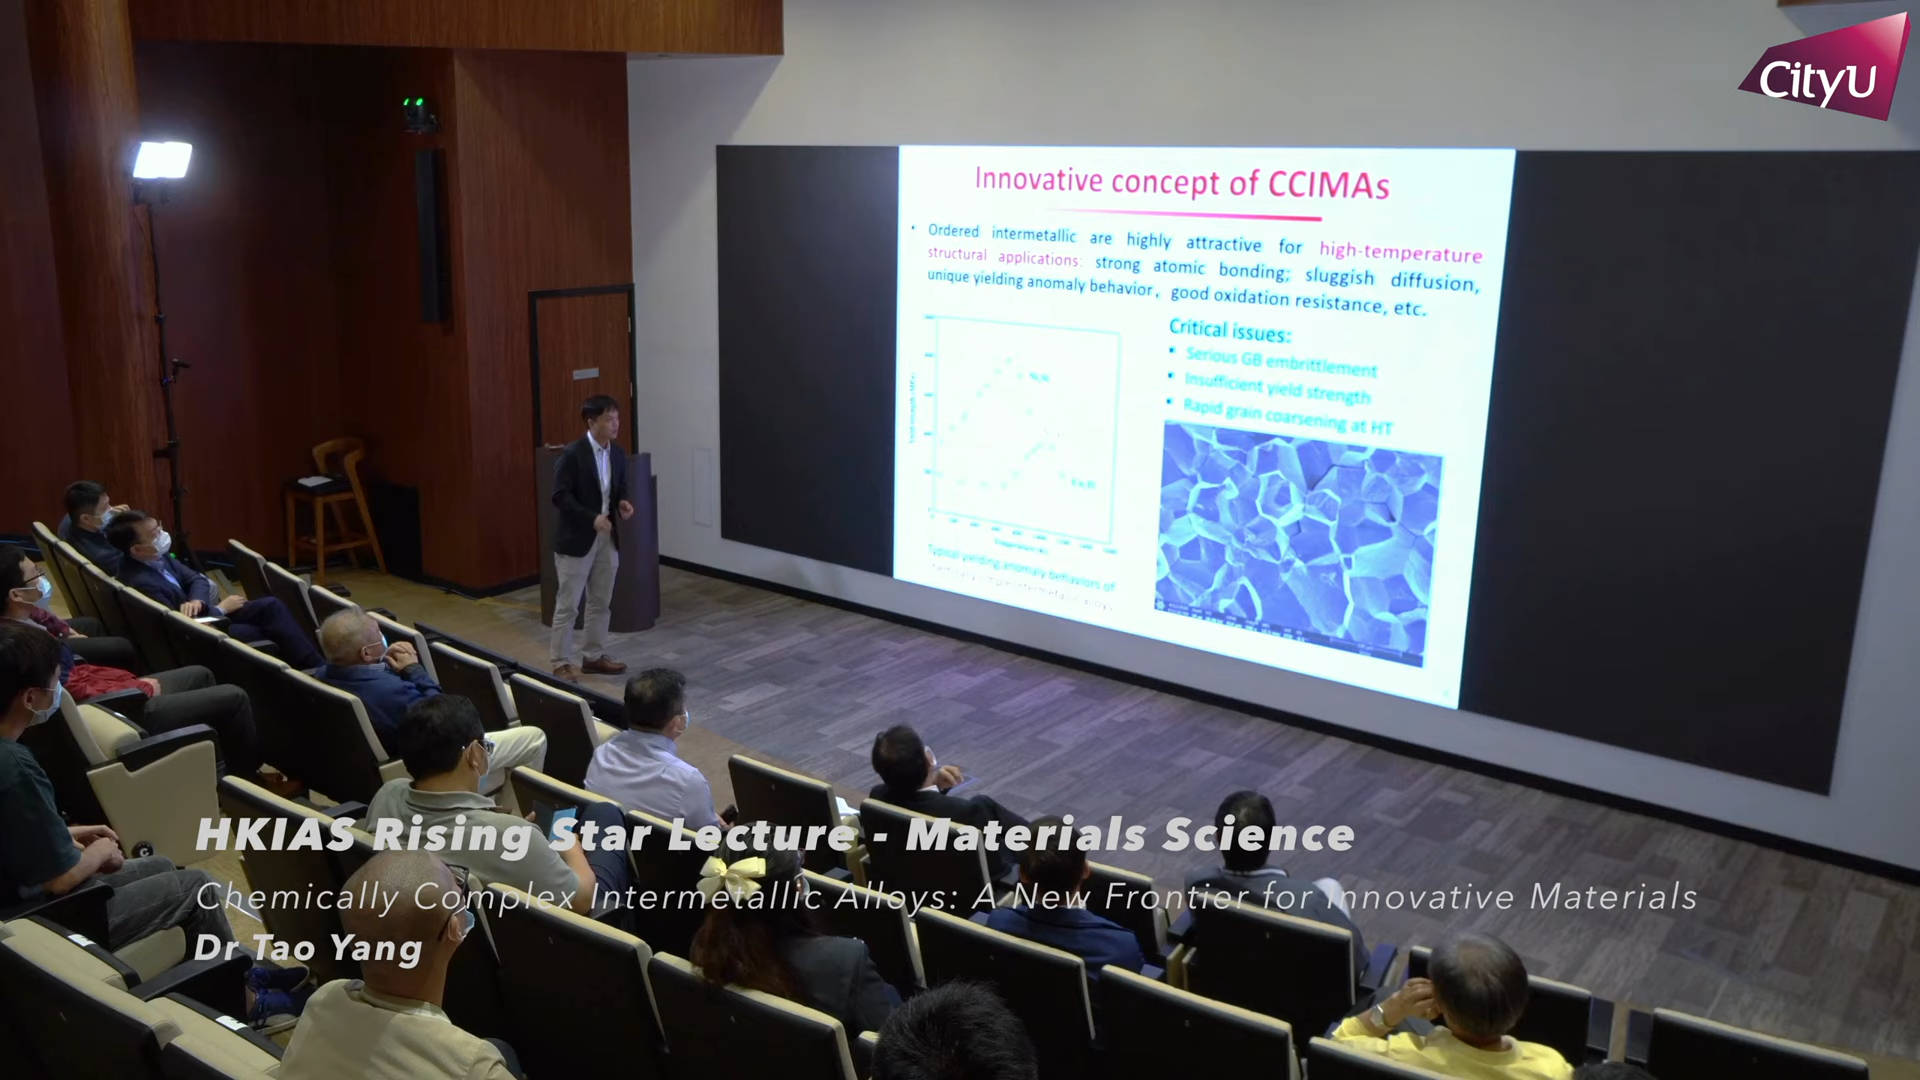 CityU
Innovative concept of CCIMAs
• Ordered intermetallic are highly attractive for high-temperature
structural applications: strong atomic bonding; sluggish diffusion,
unique yielding anomaly behavior, good oxidation resistance, etc.
Critical issues:
• Serious GB embrittlement
• Insufficient yield strength
• Rapid grain coarsening at HT
Typical yielding anomaly behaviors of
HKIAS Rising Star Lecture - Materials Science
Chemically Complex Intermetallic Alloys: A New Frontier for Innovative Materials
Dr Tao Yang